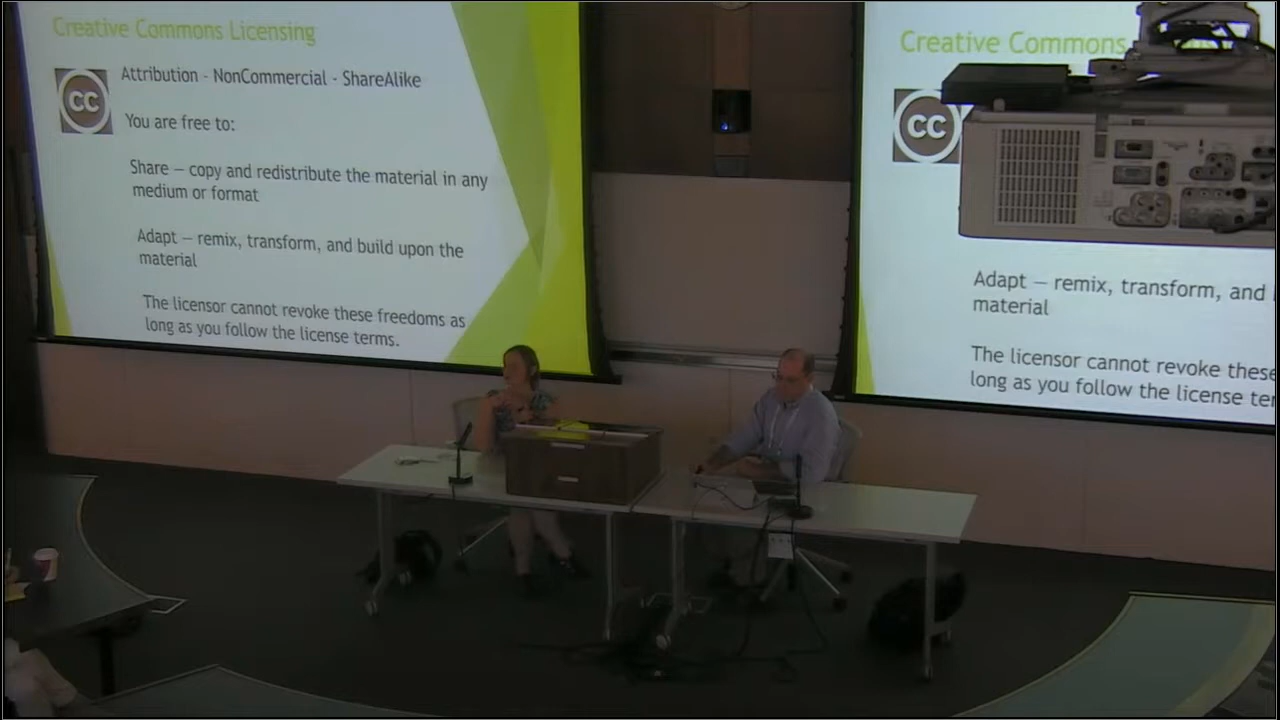 Creative Commons Licensing
CC
Attribution - NonCommercial - ShareAlike
You are free to:
Share – copy and redistribute the material in any
medium or format
Adapt – remix, transform, and build upon the
material
The licensor cannot revoke these freedoms as
long as you follow the license terms.
Creative Commons
CC
Adapt – remix, transform, and
material
The licensor cannot revoke these
long as you follow the license